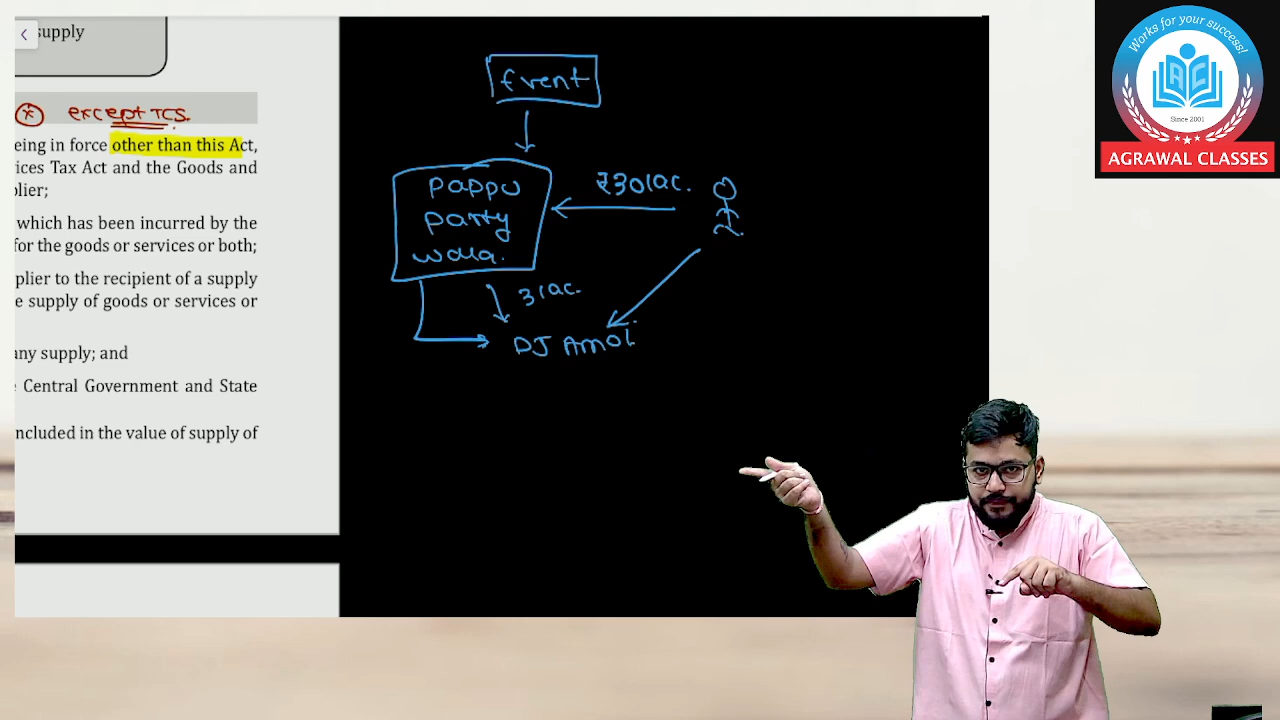 supply
* except TCS.
eing in force other than this Act,
ices Tax Act and the Goods and
plier;
which has been incurred by the
for the goods or services or both;
plier to the recipient of a supply
e supply of goods or services or
any supply; and
Central Government and State
ncluded in the value of supply of
Event
pappu
party
wala.
₹30lac.
3lac.
DJ Amol
Works for your success!
AC
Since 2001
AGRAWAL CLASSES